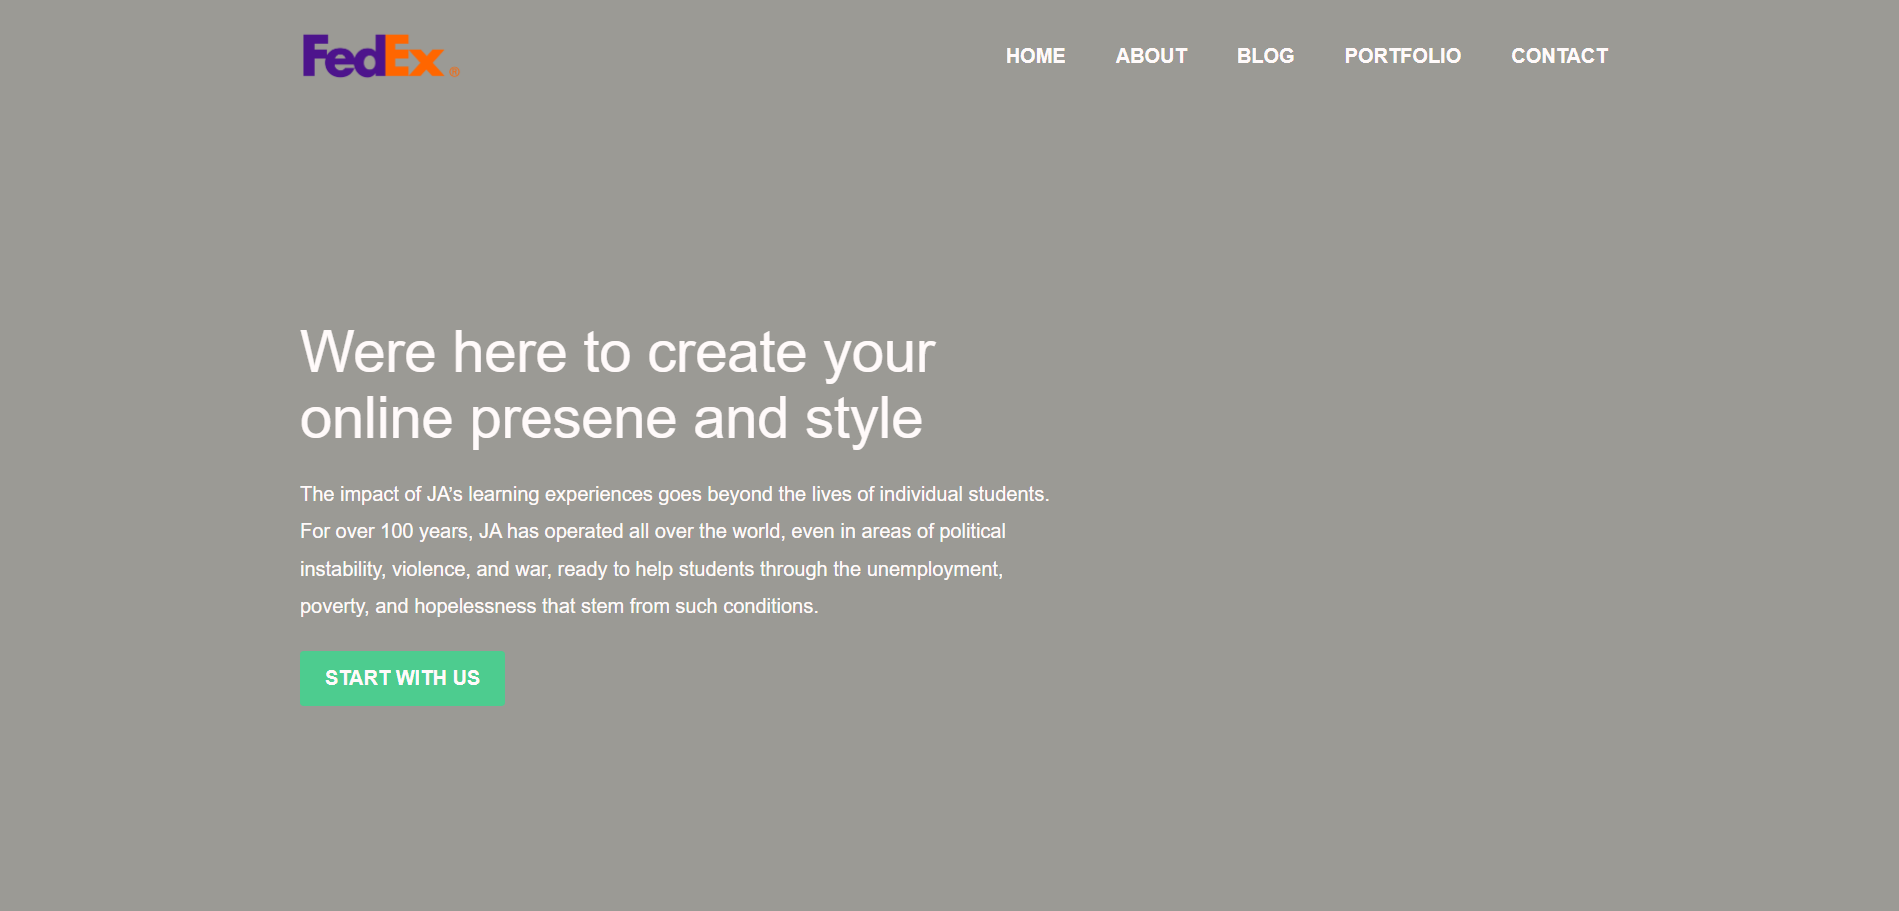 FedEx®
HOME ABOUT BLOG PORTFOLIO CONTACT
Were here to create your
online presene and style
The impact of JA’s learning experiences goes beyond the lives of individual students.
For over 100 years, JA has operated all over the world, even in areas of political
instability, violence, and war, ready to help students through the unemployment,
poverty, and hopelessness that stem from such conditions.
START WITH US